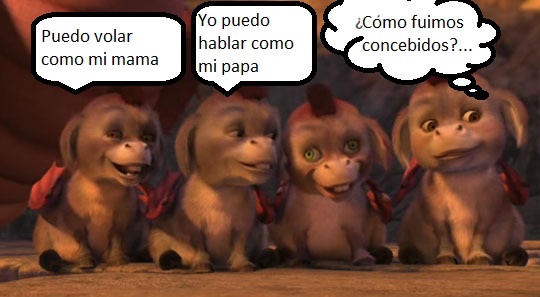 Puedo volar
como mi mama
Yo puedo
hablar como
mi papa
¿Cómo fuimos
concebidos?...